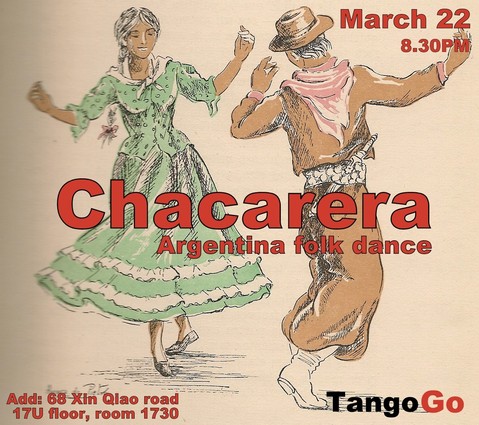 March 22
8.30PM
Chacarera
Argentina folk dance
Add: 68 Xin Qiao road
17U floor, room 1730
TangoGo